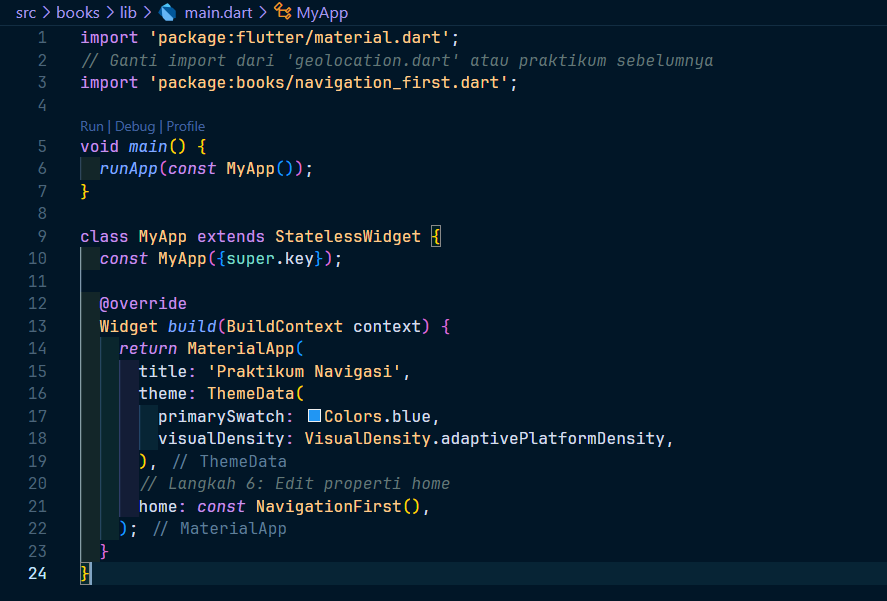 src > books > lib > main.dart > MyApp
1 import 'package:flutter/material.dart';
2 // Ganti import dari 'geolocation.dart' atau praktikum sebelumnya
3 import 'package:books/navigation_first.dart';
4
Run | Debug | Profile
5 void main() {
6   runApp(const MyApp());
7 }
8
9 class MyApp extends StatelessWidget {
10   const MyApp({super.key});
11
12   @override
13   Widget build(BuildContext context) {
14     return MaterialApp(
15       title: 'Praktikum Navigasi',
16       theme: ThemeData(
17         primarySwatch: Colors.blue,
18         visualDensity: VisualDensity.adaptivePlatformDensity,
19       ), // ThemeData
20       // Langkah 6: Edit properti home
21       home: const NavigationFirst(),
22     ); // MaterialApp
23   }
24 }